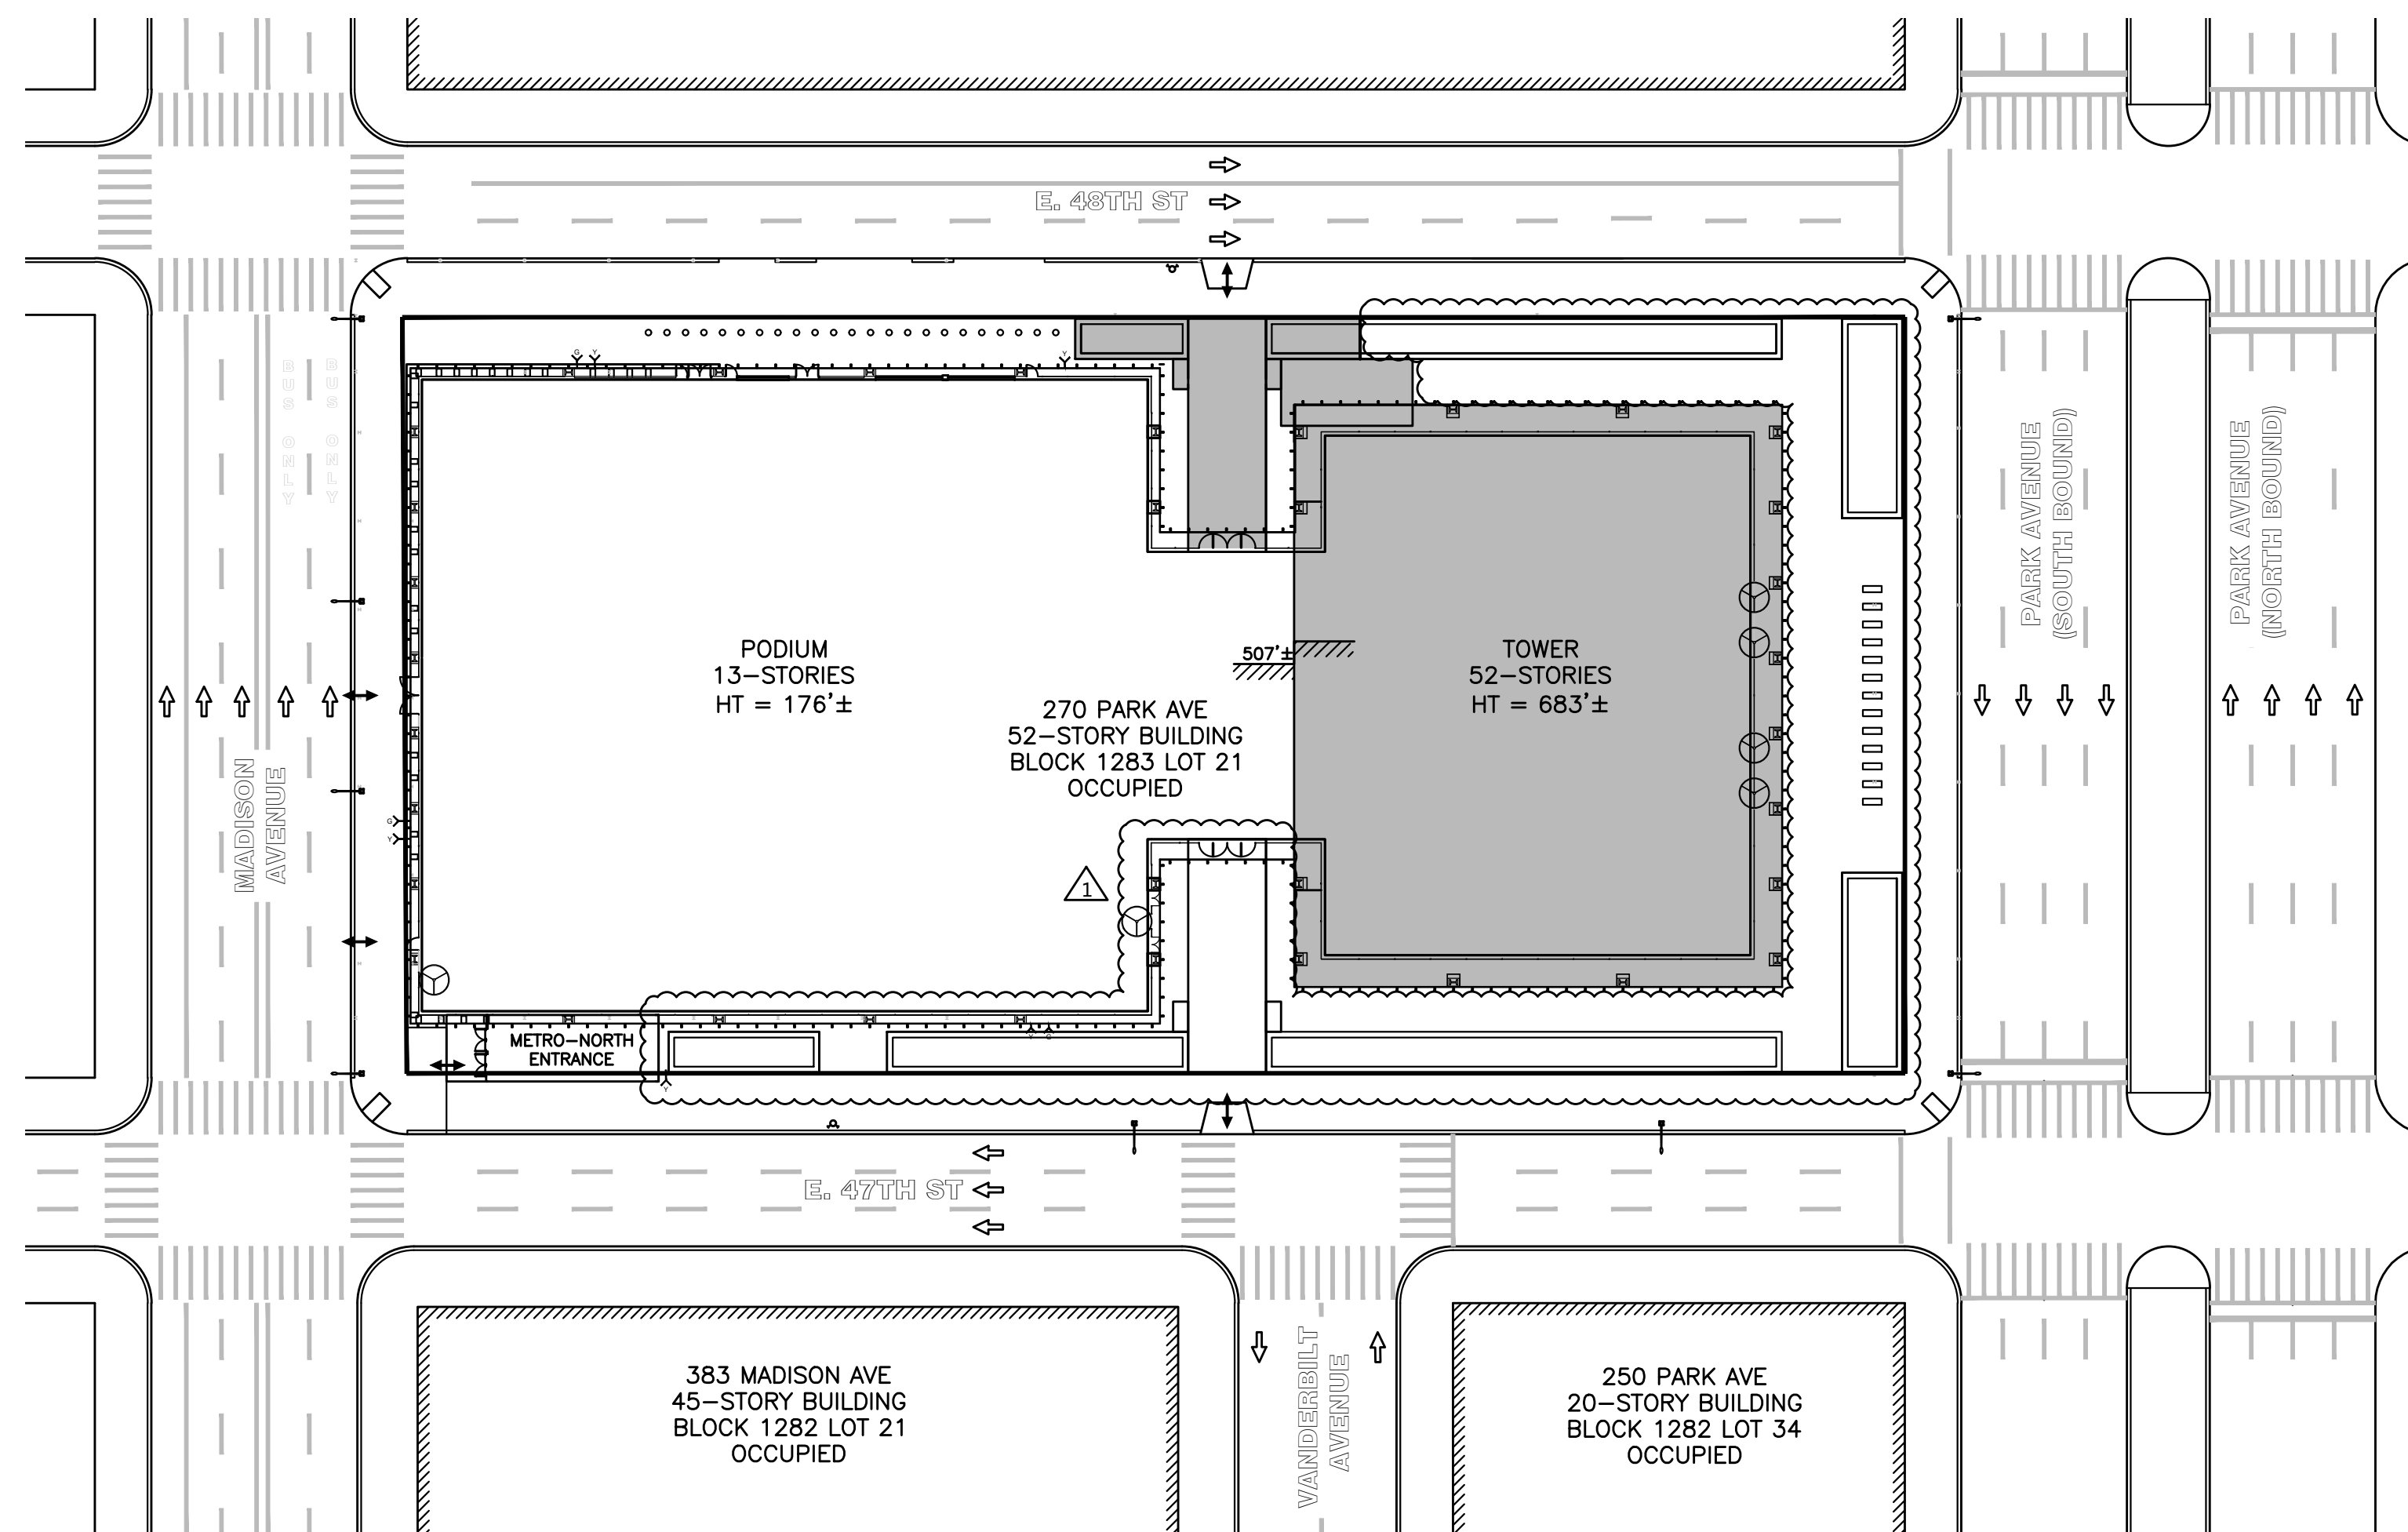 E. 48TH ST
BUS ONLY
BUS ONLY
G
Y
Y
PARK AVENUE
(SOUTH BOUND)
PARK AVENUE
(NORTH BOUND)
PODIUM
13-STORIES
HT = 176'±
507'±
TOWER
52-STORIES
HT = 683'±
270 PARK AVE
52-STORY BUILDING
BLOCK 1283 LOT 21
OCCUPIED
MADISON
AVENUE
G
Y
1
METRO-NORTH
ENTRANCE
Y
E. 47TH ST
383 MADISON AVE
45-STORY BUILDING
BLOCK 1282 LOT 21
OCCUPIED
VANDERBILT
AVENUE
250 PARK AVE
20-STORY BUILDING
BLOCK 1282 LOT 34
OCCUPIED